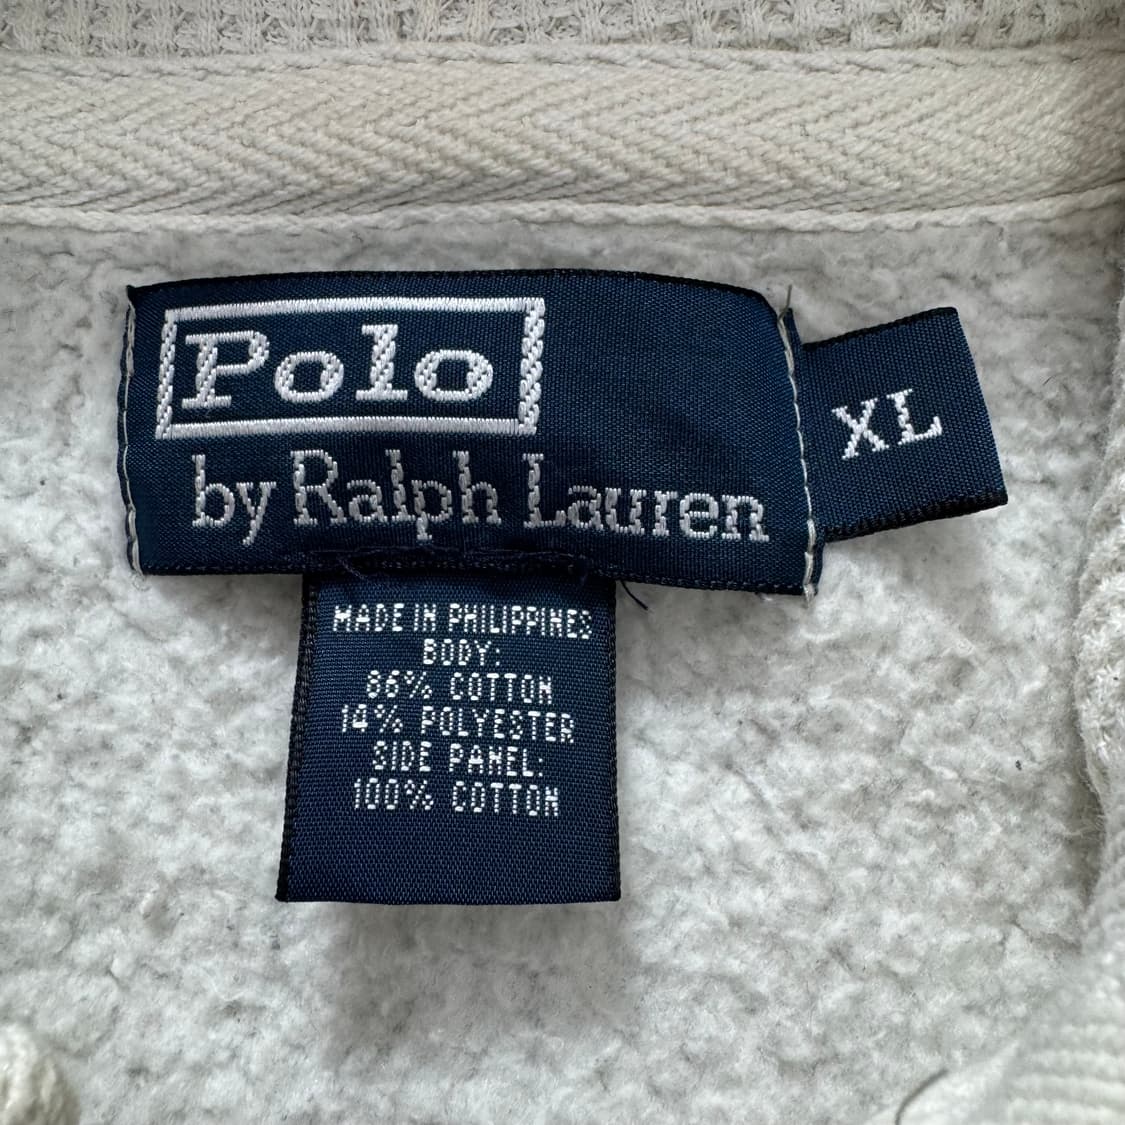 Polo
by Ralph Lauren
XL
MADE IN PHILIPPINES
BODY:
86% COTTON
14% POLYESTER
SIDE PANEL:
100% COTTON